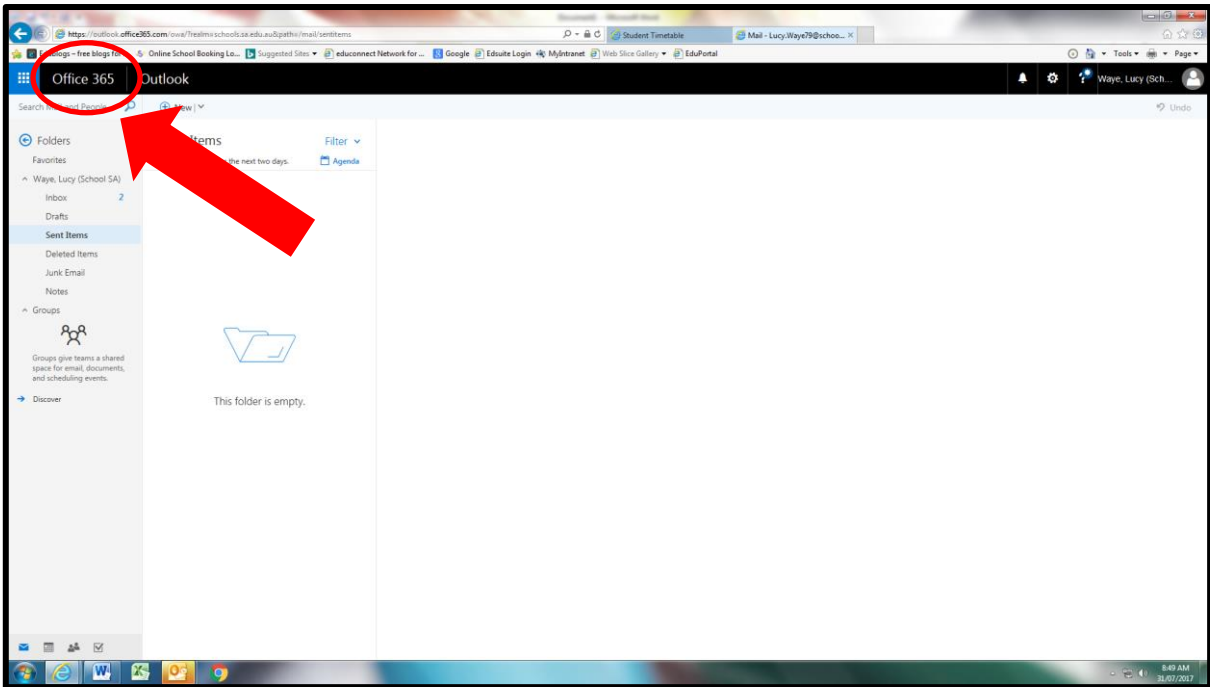 https://outlook.office365.com/owa/?realm=schools.sa.edu.au&path=/mail/sentitems
Student Timetable
Mail - Lucy.Waye79@schoo...
free blogs for
Online School Booking Lo...
Suggested Sites
educonnect Network for ...
Google
Edsuite Login
MyIntranet
Web Slice Gallery
EduPortal
Tools
Page
Office 365
Outlook
Waye, Lucy (Sch...
Search Mail and People
New
Undo
Folders
Items
Filter
Favorites
the next two days.
Agenda
Waye, Lucy (School SA)
Inbox 2
Drafts
Sent Items
Deleted Items
Junk Email
Notes
Groups
Groups give teams a shared
space for email, documents,
and scheduling events.
Discover
This folder is empty.
8:49 AM
31/07/2017